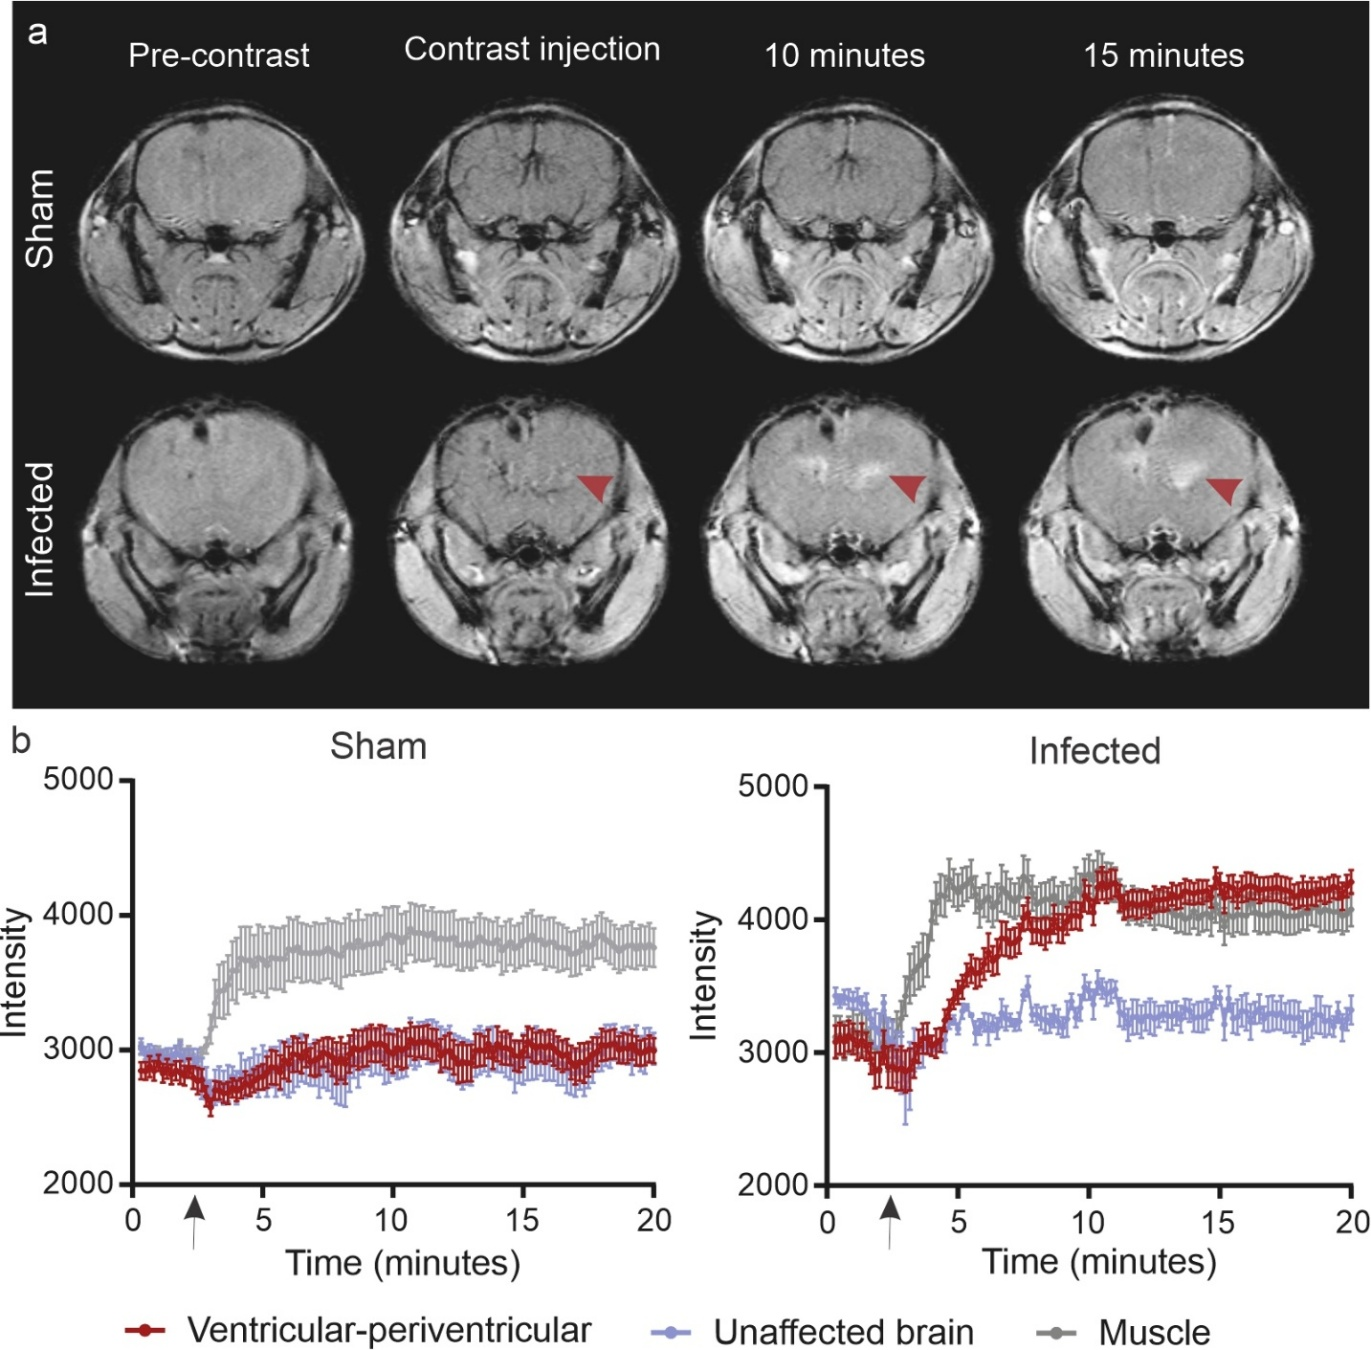 a
Pre-contrast Contrast injection 10 minutes 15 minutes
Sham
Infected
b
Sham
Infected
5000
4000
3000
2000
Intensity
0 5 10 15 20
Time (minutes)
5000
4000
3000
2000
Intensity
0 5 10 15 20
Time (minutes)
Ventricular-periventricular Unaffected brain Muscle